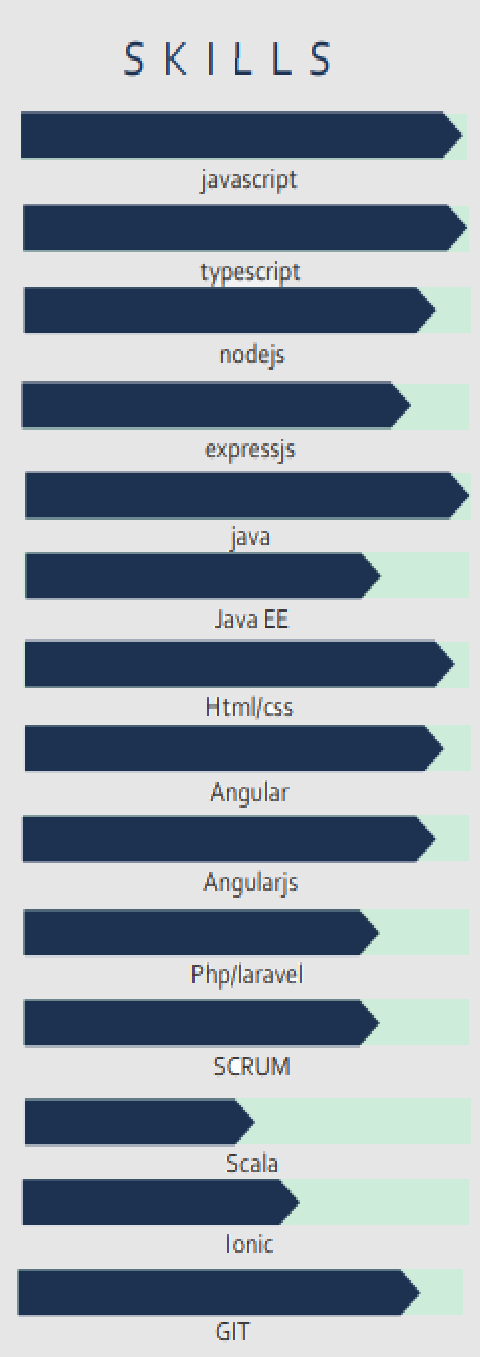 SKILLS
javascript
typescript
nodejs
expressjs
java
Java EE
Html/css
Angular
Angularjs
Php/laravel
SCRUM
Scala
Ionic
GIT